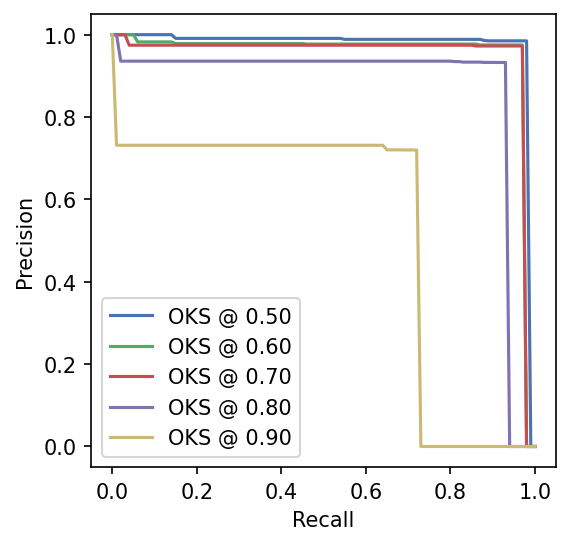 1.0
0.8
0.6
0.4
0.2
0.0
Precision
OKS @ 0.50
OKS @ 0.60
OKS @ 0.70
OKS @ 0.80
OKS @ 0.90
0.0 0.2 0.4 0.6 0.8 1.0
Recall